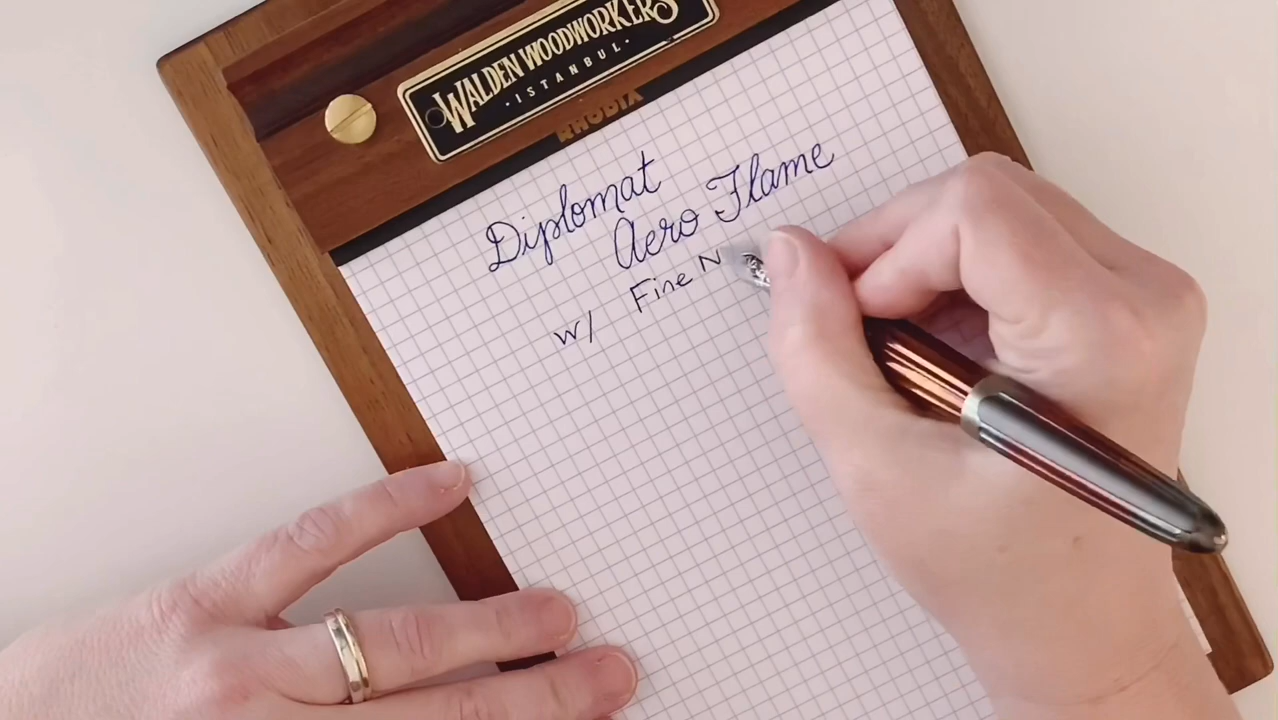 WALDEN WOODWORKERS
·ISTANBUL·
RHODIA
Diplomat
Aero Flame
w/ Fine N